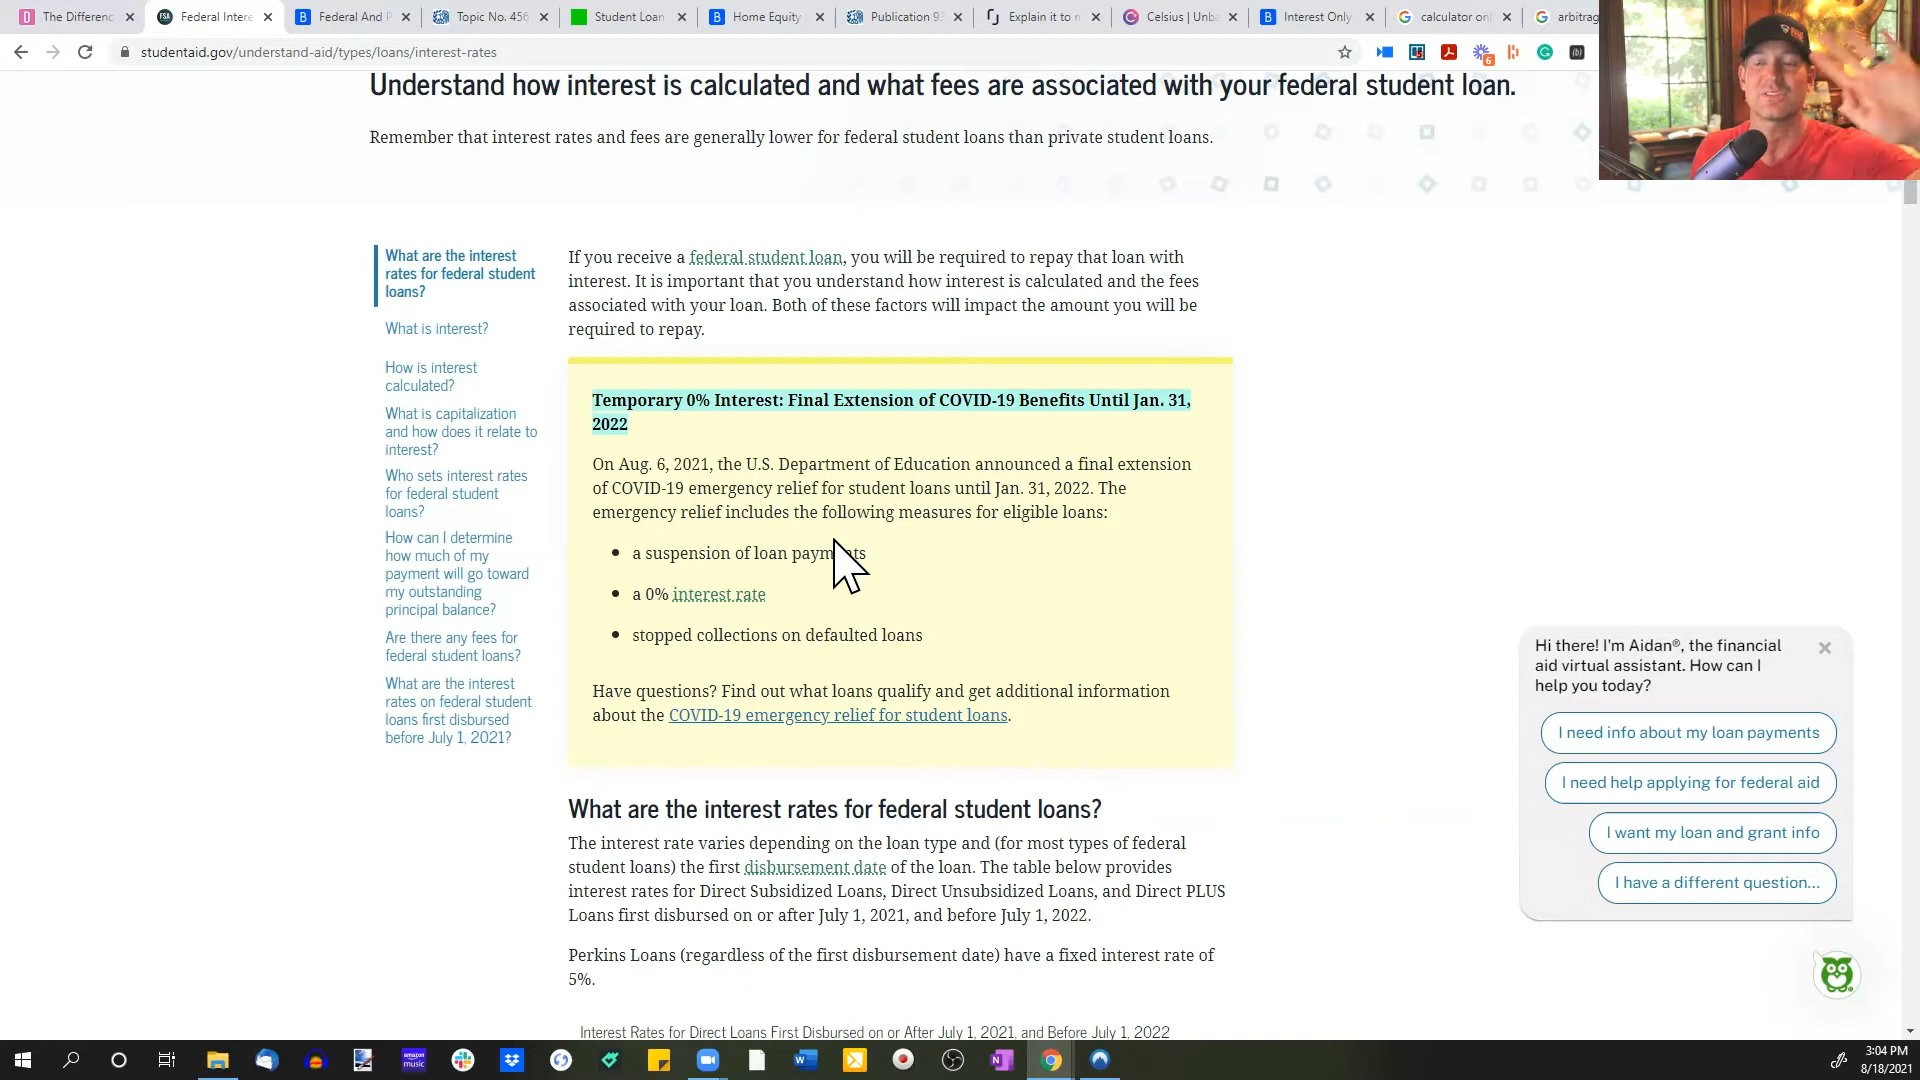 The Differenc
Federal Intere
Federal And P
Topic No. 456
Student Loan
Home Equity
Publication 93
Explain it to m
Celsius | Unba
Interest Only
calculator onl
arbitrag
studentaid.gov/understand-aid/types/loans/interest-rates
6
Understand how interest is calculated and what fees are associated with your federal student loan.
Remember that interest rates and fees are generally lower for federal student loans than private student loans.
What are the interest
rates for federal student
loans?
What is interest?
How is interest
calculated?
What is capitalization
and how does it relate to
interest?
Who sets interest rates
for federal student
loans?
How can I determine
how much of my
payment will go toward
my outstanding
principal balance?
Are there any fees for
federal student loans?
What are the interest
rates on federal student
loans first disbursed
before July 1, 2021?
If you receive a federal student loan, you will be required to repay that loan with
interest. It is important that you understand how interest is calculated and the fees
associated with your loan. Both of these factors will impact the amount you will be
required to repay.
Temporary 0% Interest: Final Extension of COVID-19 Benefits Until Jan. 31,
2022
On Aug. 6, 2021, the U.S. Department of Education announced a final extension
of COVID-19 emergency relief for student loans until Jan. 31, 2022. The
emergency relief includes the following measures for eligible loans:
• a suspension of loan payments
• a 0% interest rate
• stopped collections on defaulted loans
Have questions? Find out what loans qualify and get additional information
about the COVID-19 emergency relief for student loans.
What are the interest rates for federal student loans?
The interest rate varies depending on the loan type and (for most types of federal
student loans) the first disbursement date of the loan. The table below provides
interest rates for Direct Subsidized Loans, Direct Unsubsidized Loans, and Direct PLUS
Loans first disbursed on or after July 1, 2021, and before July 1, 2022.
Perkins Loans (regardless of the first disbursement date) have a fixed interest rate of
5%.
Interest Rates for Direct Loans First Disbursed on or After July 1, 2021, and Before July 1, 2022
Hi there! I'm Aidan®, the financial
aid virtual assistant. How can I
help you today?
I need info about my loan payments
I need help applying for federal aid
I want my loan and grant info
I have a different question...
amazon
music
3:04 PM
8/18/2021